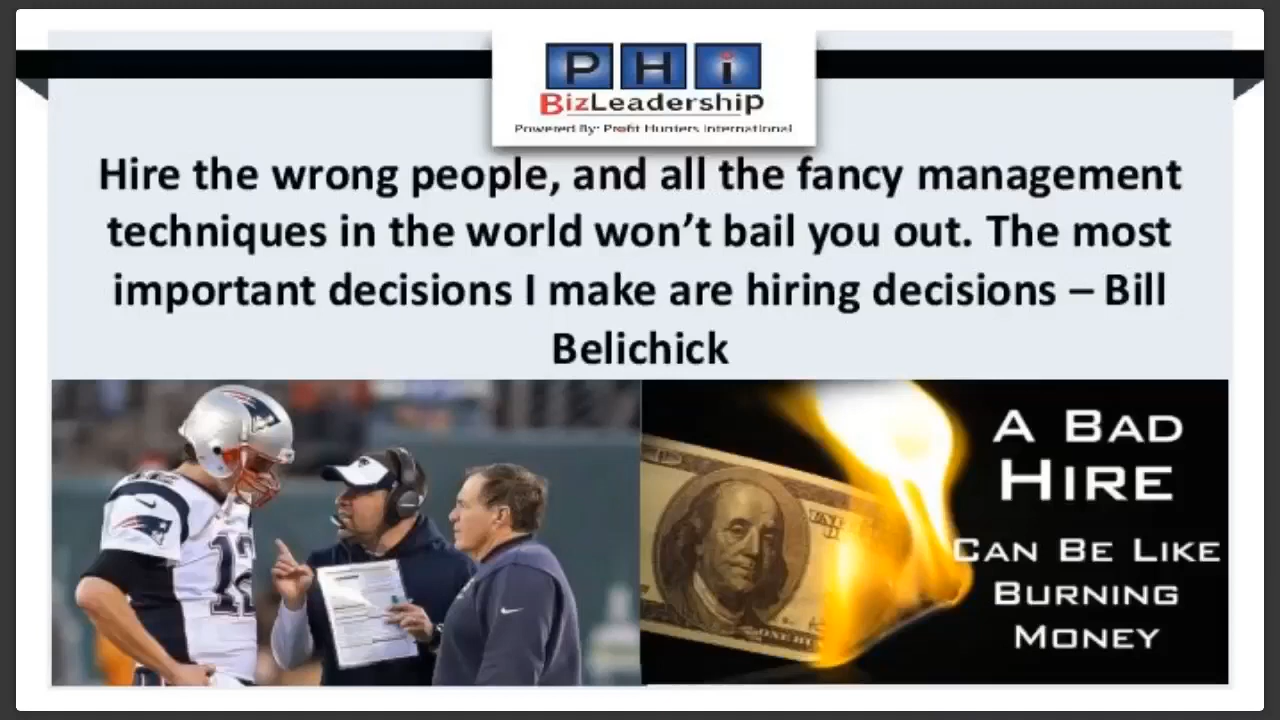 PHi
BizLeadership
Powered By: Profit Hunters International
Hire the wrong people, and all the fancy management
techniques in the world won’t bail you out. The most
important decisions I make are hiring decisions – Bill
Belichick
12
A BAD
HIRE
CAN BE LIKE
BURNING
MONEY